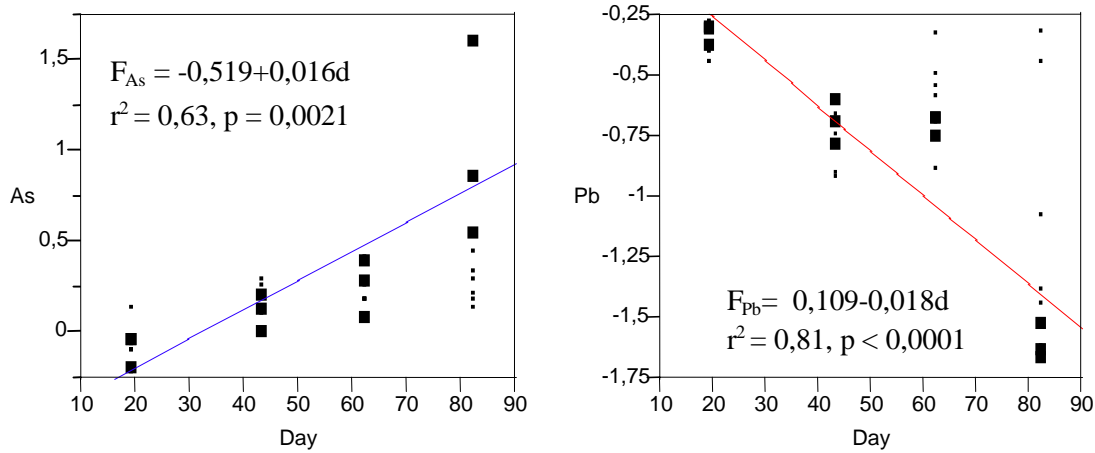 As
1,5
1
0,5
0
F_As = -0,519+0,016d
r² = 0,63, p = 0,0021
10 20 30 40 50 60 70 80 90
Day
Pb
-0,25
-0,5
-0,75
-1
-1,25
-1,5
-1,75
F_Pb= 0,109-0,018d
r² = 0,81, p < 0,0001
10 20 30 40 50 60 70 80 90
Day